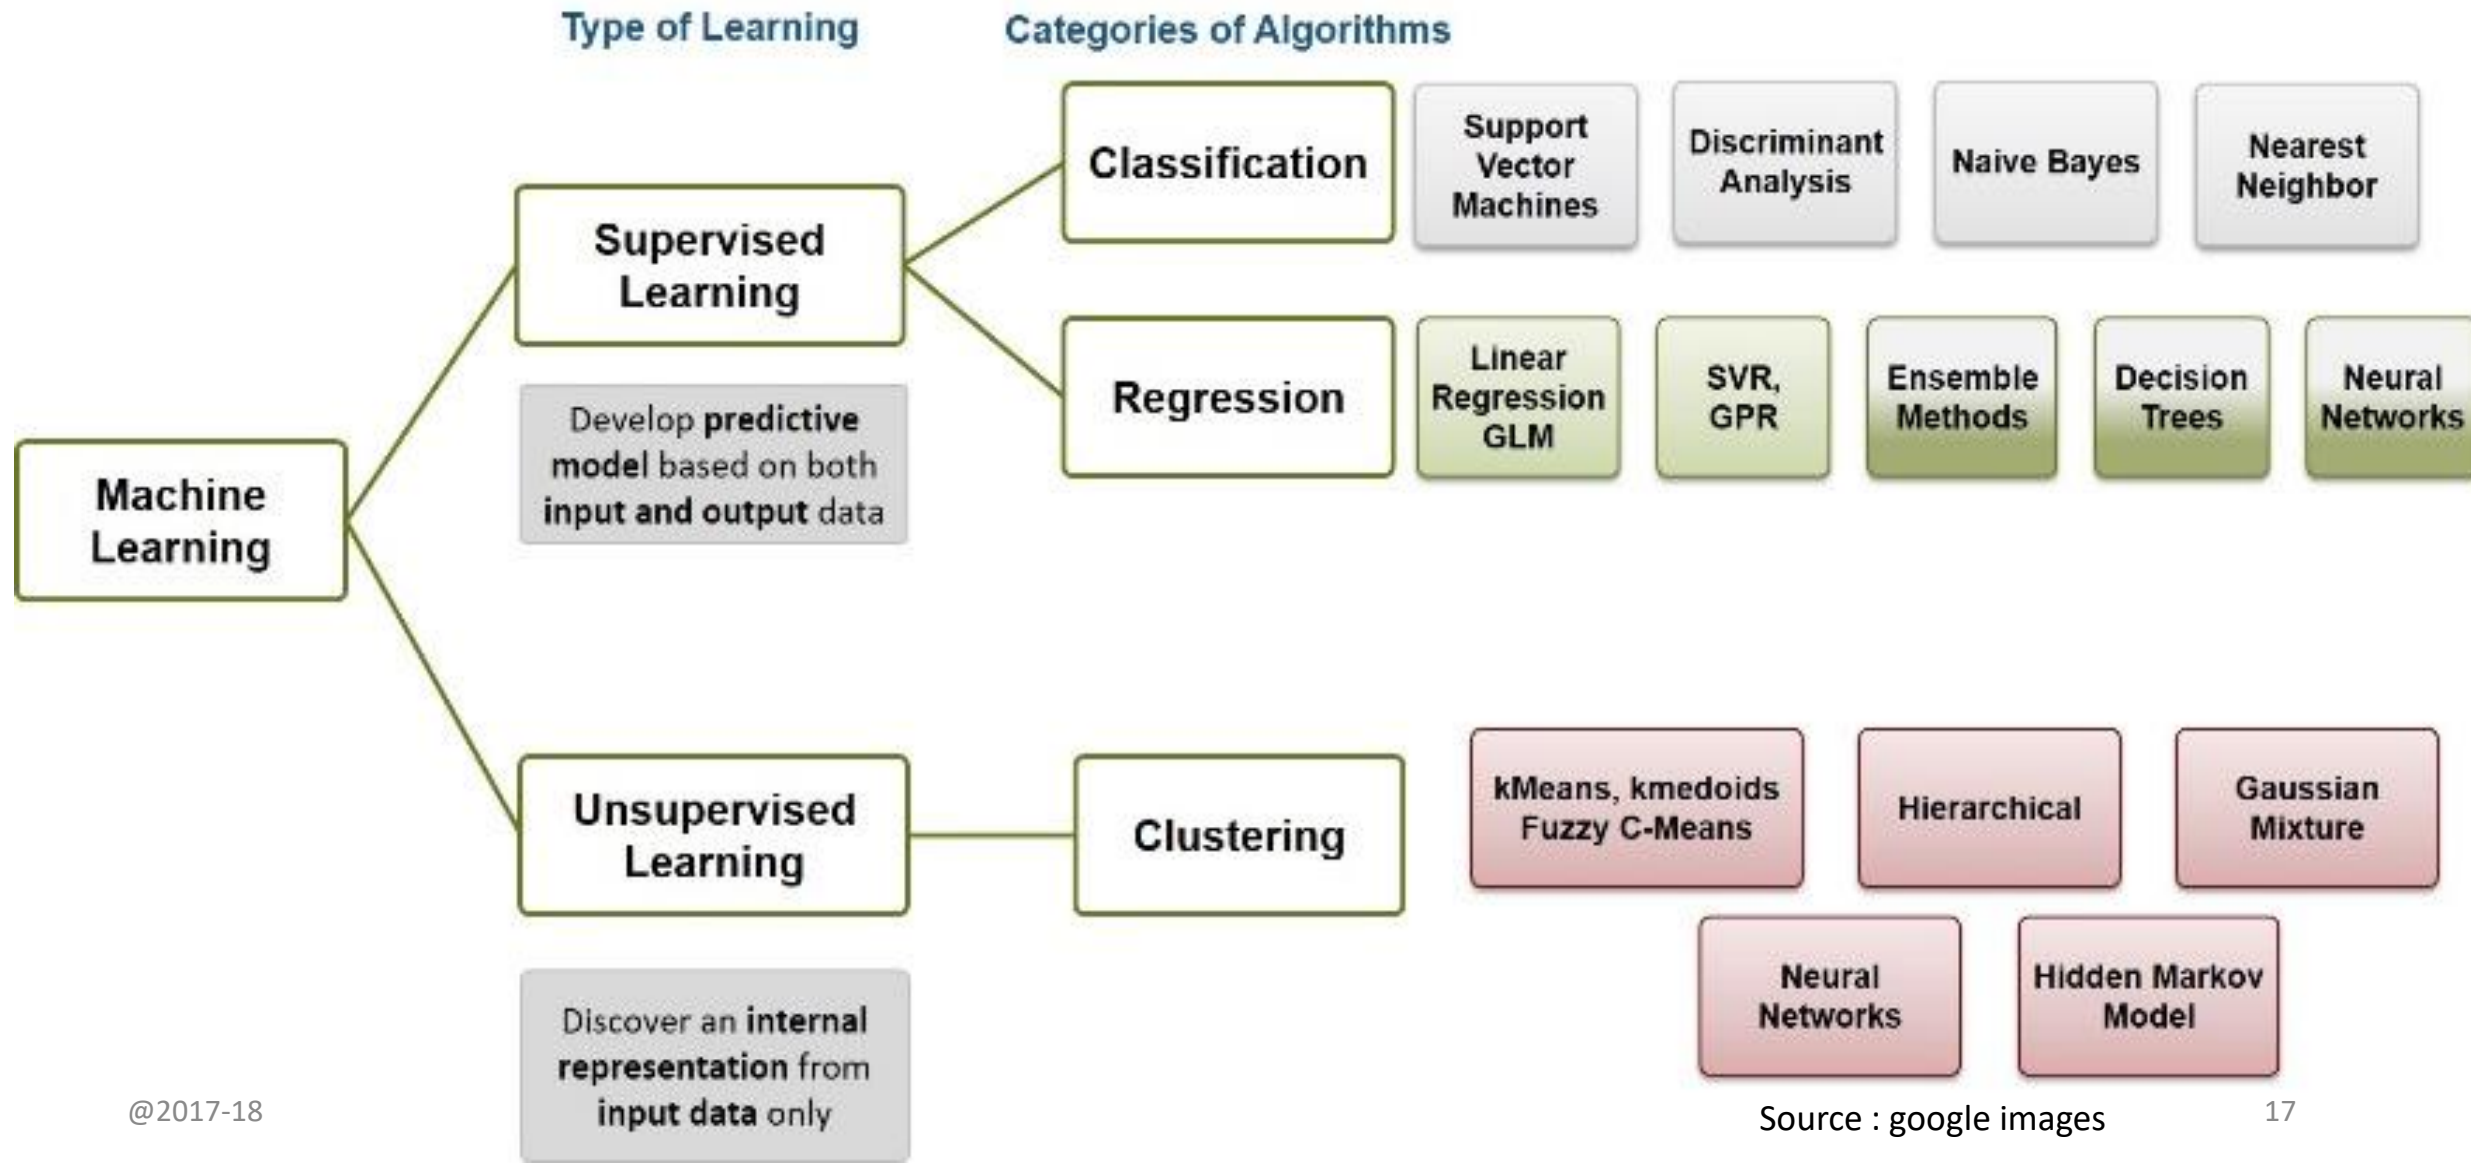 Type of Learning
Categories of Algorithms
Classification
Support
Vector
Machines
Discriminant
Analysis
Naive Bayes
Nearest
Neighbor
Supervised
Learning
Regression
Linear
Regression
GLM
SVR,
GPR
Ensemble
Methods
Decision
Trees
Neural
Networks
Develop predictive
model based on both
input and output data
Machine
Learning
Unsupervised
Learning
Clustering
kMeans, kmedoids
Fuzzy C-Means
Hierarchical
Gaussian
Mixture
Neural
Networks
Hidden Markov
Model
Discover an internal
representation from
input data only
@2017-18
Source : google images
17